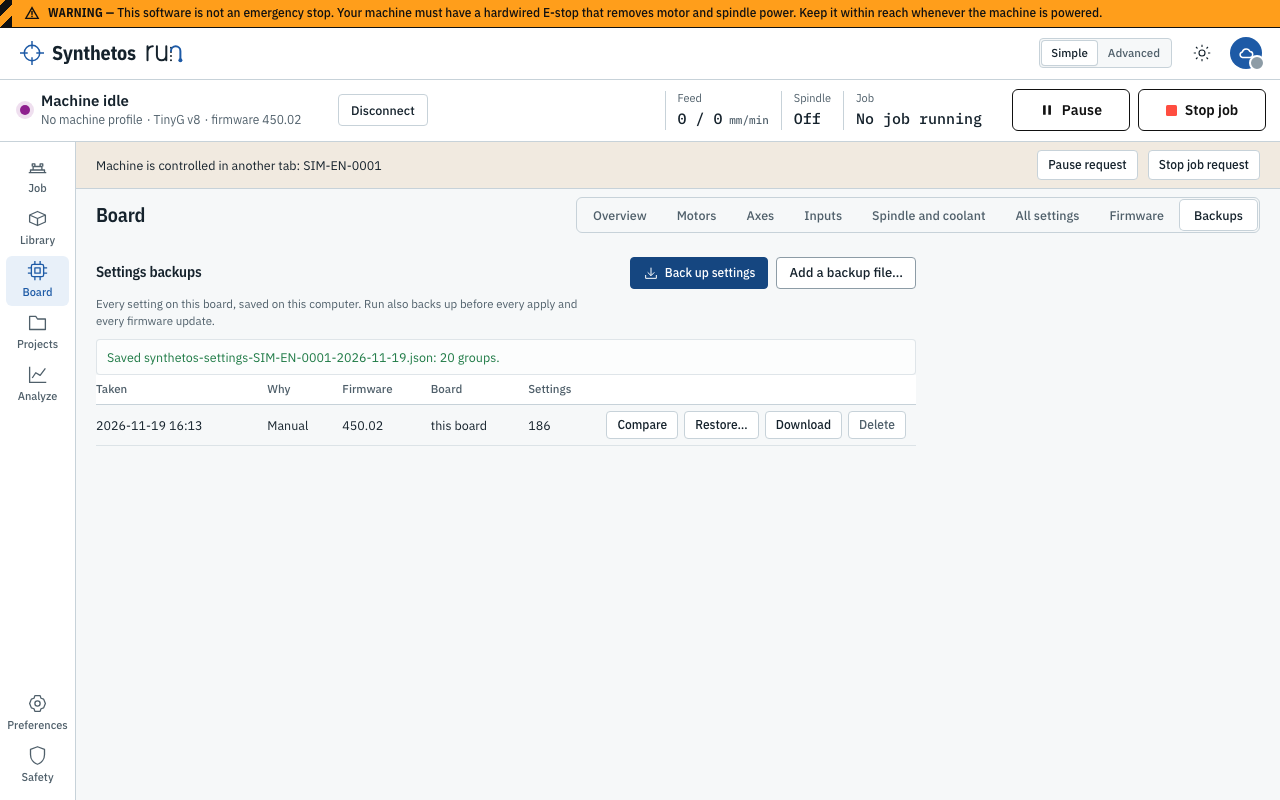 WARNING — This software is not an emergency stop. Your machine must have a hardwired E-stop that removes motor and spindle power. Keep it within reach whenever the machine is powered.
Synthetos run
Simple
Advanced
Machine idle
No machine profile · TinyG v8 · firmware 450.02
Disconnect
Feed
0 / 0 mm/min
Spindle
Off
Job
No job running
Pause
Stop job
Job
Library
Board
Projects
Analyze
Preferences
Safety
Machine is controlled in another tab: SIM-EN-0001
Pause request
Stop job request
Board
Overview
Motors
Axes
Inputs
Spindle and coolant
All settings
Firmware
Backups
Settings backups
Back up settings
Add a backup file...
Every setting on this board, saved on this computer. Run also backs up before every apply and
every firmware update.
Saved synthetos-settings-SIM-EN-0001-2026-11-19.json: 20 groups.
Taken Why Firmware Board Settings
2026-11-19 16:13 Manual 450.02 this board 186 Compare Restore... Download Delete